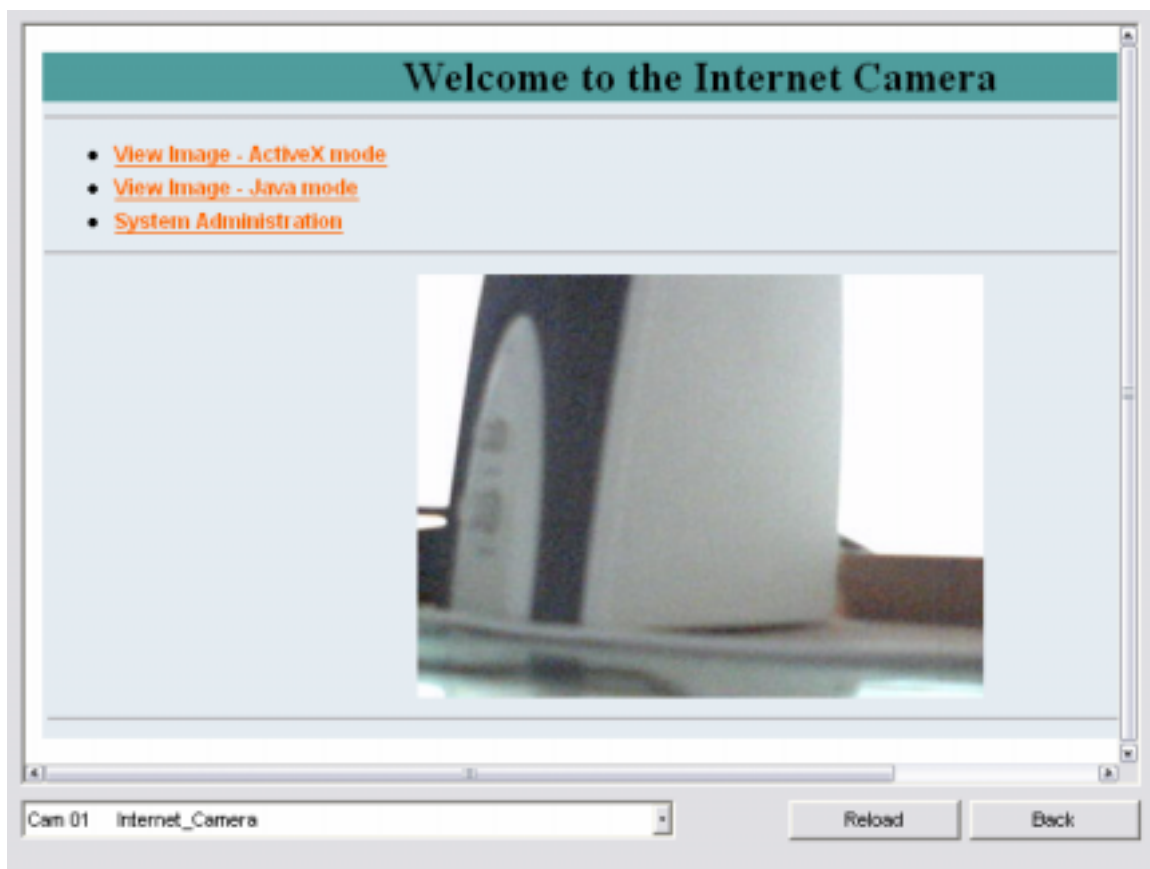 Welcome to the Internet Camera
View Image - ActiveX mode
View Image - Java mode
System Administration
Cam 01 Internet_Camera
Reload
Back